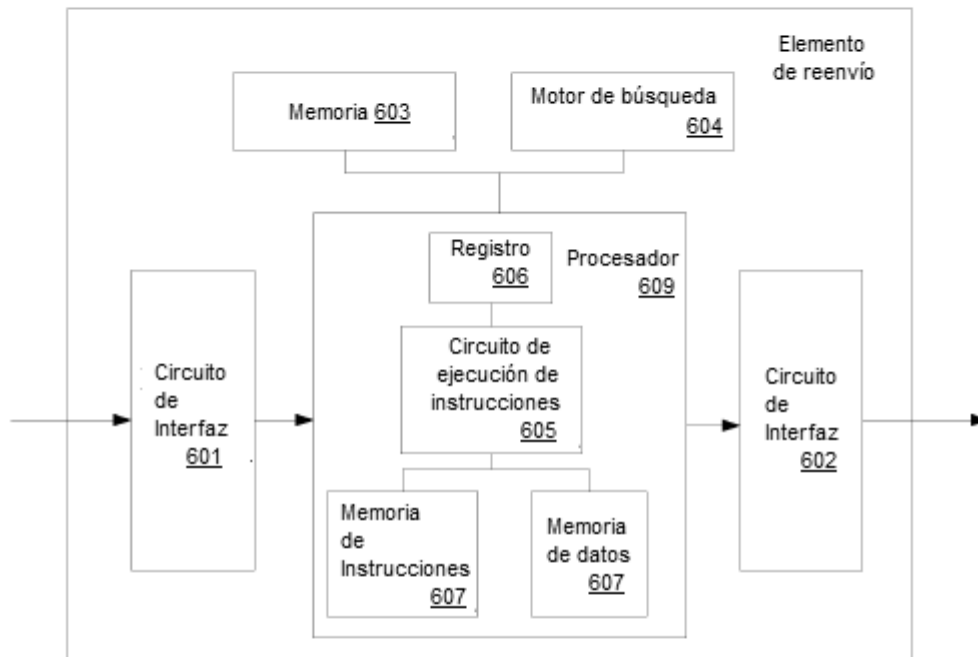 Elemento
de reenvío
Memoria 603
Motor de búsqueda
604
Registro
606
Procesador
609
Circuito de
ejecución de
instrucciones
605
Circuito
de
Interfaz
601
Circuito
de
Interfaz
602
Memoria
de
Instrucciones
607
Memoria
de datos
607